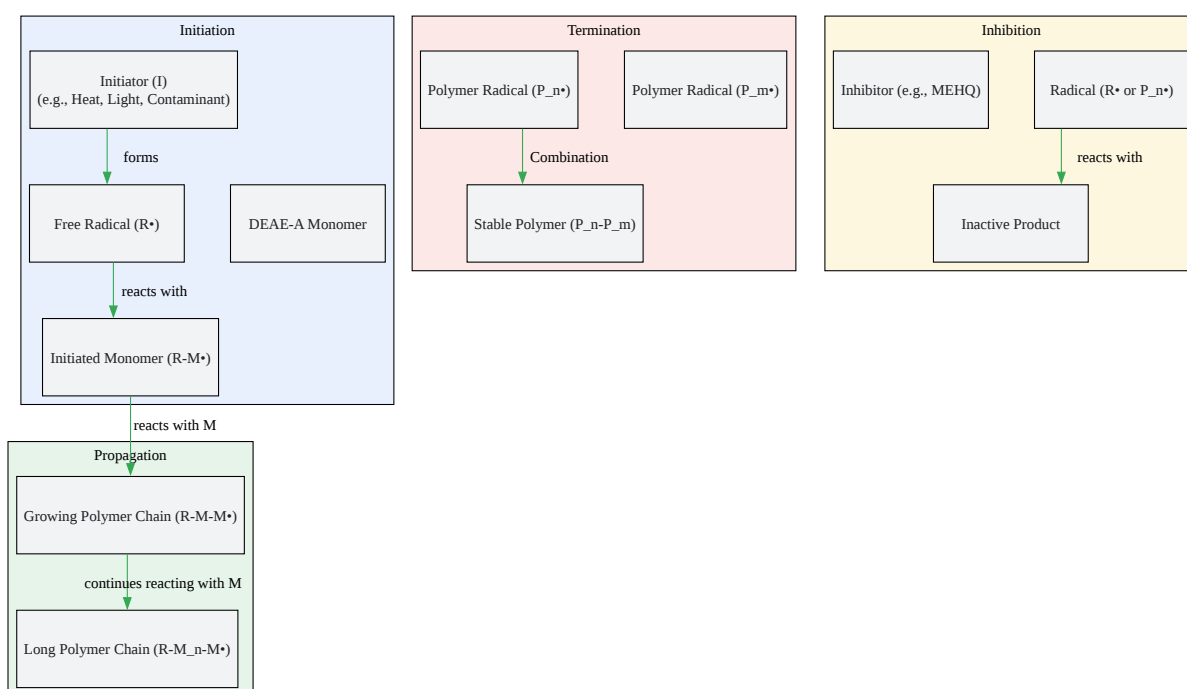 Initiation
Initiator (I)
(e.g., Heat, Light, Contaminant)
forms
Free Radical (R•)
DEAE-A Monomer
reacts with
Initiated Monomer (R-M•)
reacts with M
Propagation
Growing Polymer Chain (R-M-M•)
continues reacting with M
Long Polymer Chain (R-M_n-M•)
Termination
Polymer Radical (P_n•)
Polymer Radical (P_m•)
Combination
Stable Polymer (P_n-P_m)
Inhibition
Inhibitor (e.g., MEHQ)
Radical (R• or P_n•)
reacts with
Inactive Product